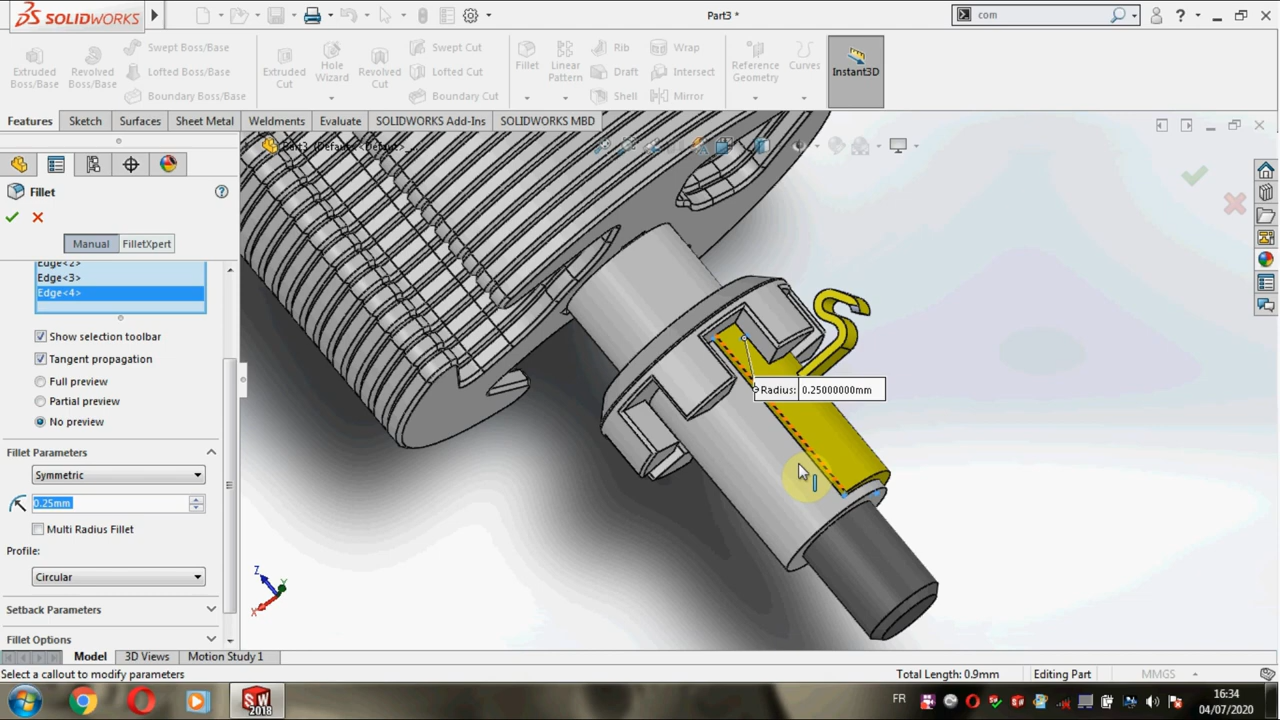 SOLIDWORKS
Part3 *
com
Extruded Boss/Base
Revolved Boss/Base
Swept Boss/Base
Lofted Boss/Base
Boundary Boss/Base
Extruded Cut
Hole Wizard
Revolved Cut
Swept Cut
Lofted Cut
Boundary Cut
Fillet
Linear Pattern
Rib
Draft
Shell
Wrap
Intersect
Mirror
Reference Geometry
Curves
Instant3D
Features Sketch Surfaces Sheet Metal Weldments Evaluate SOLIDWORKS Add-Ins SOLIDWORKS MBD
Fillet
Manual FilletXpert
Edge<2>
Edge<3>
Edge<4>
Show selection toolbar
Tangent propagation
Full preview
Partial preview
No preview
Fillet Parameters
Symmetric
0.25mm
Multi Radius Fillet
Profile:
Circular
Setback Parameters
Fillet Options
Radius: 0.25000000mm
Z
Y
X
Model 3D Views Motion Study 1
Select a callout to modify parameters
Total Length: 0.9mm
Editing Part
MMGS
SW
2018
FR
16:34
04/07/2020